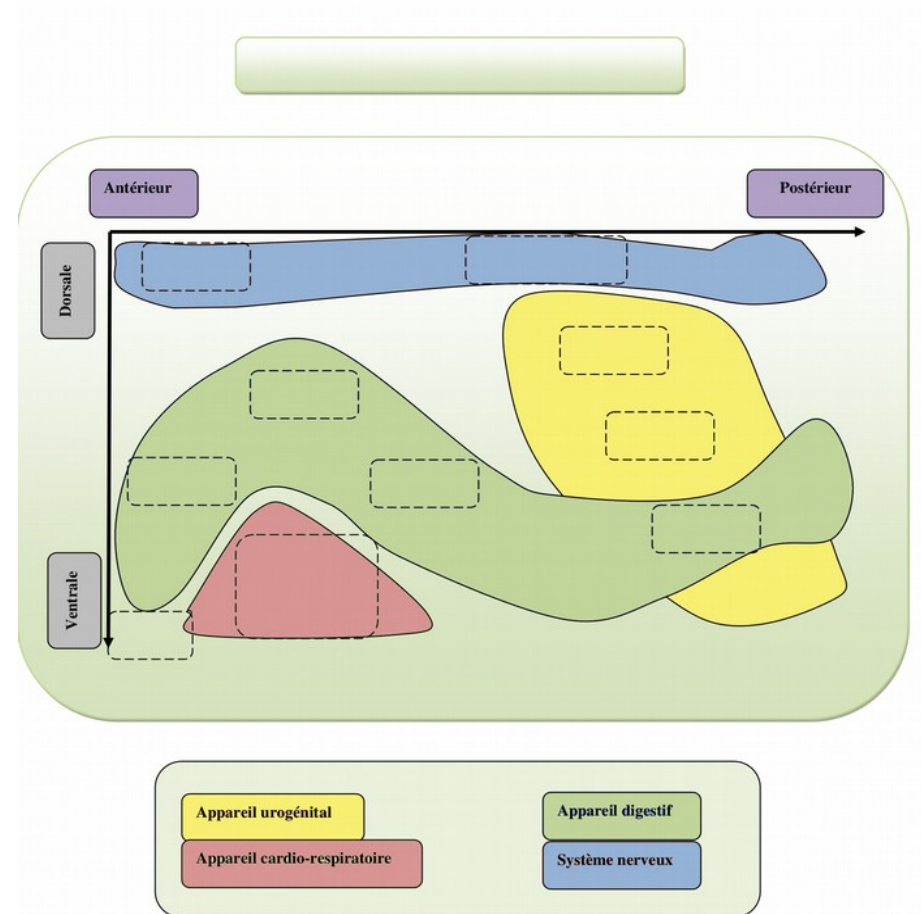 Antérieur
Postérieur
Dorsale
Ventrale
Appareil urogénital
Appareil digestif
Appareil cardio-respiratoire
Système nerveux